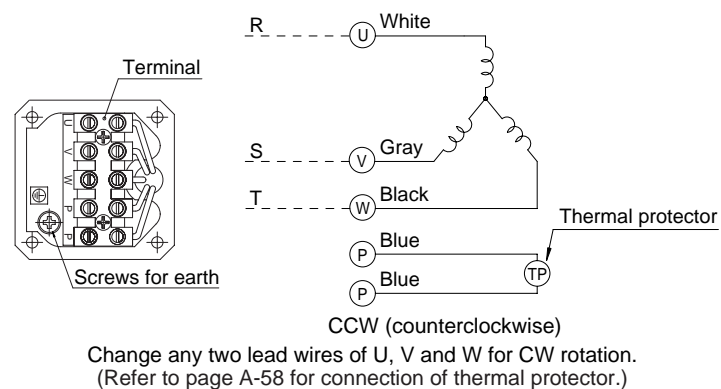 Terminal
U
V
W
P
P
Screws for earth
R
U
White
S
V
Gray
T
W
Black
P
Blue
P
Blue
TP
Thermal protector
CCW (counterclockwise)
Change any two lead wires of U, V and W for CW rotation.
(Refer to page A-58 for connection of thermal protector.)